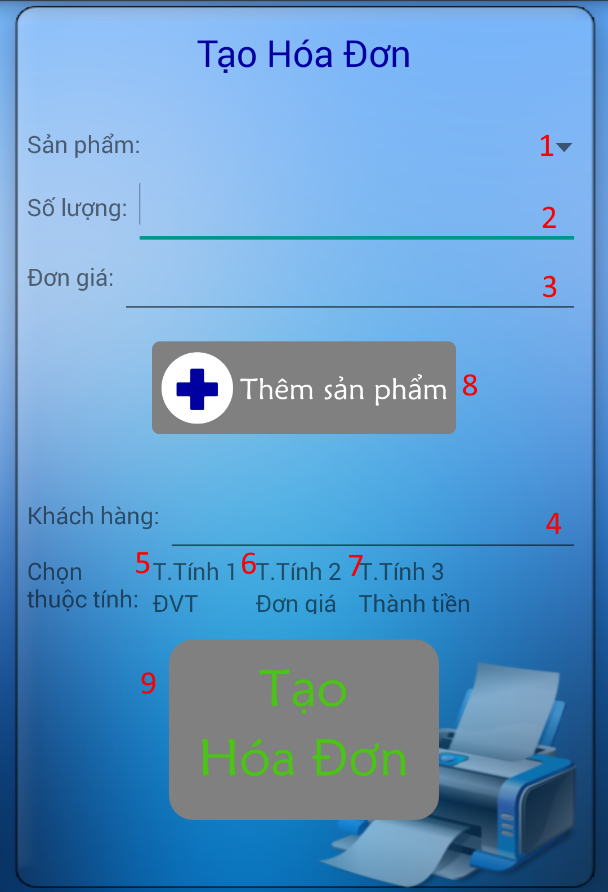 Tạo Hóa Đơn
Sản phẩm: 1
Số lượng: 2
Đơn giá: 3
Thêm sản phẩm 8
Khách hàng: 4
Chọn 5 T.Tính 1 6 T.Tính 2 7 T.Tính 3
thuộc tính: ĐVT Đơn giá Thành tiền
9 Tạo
Hóa Đơn